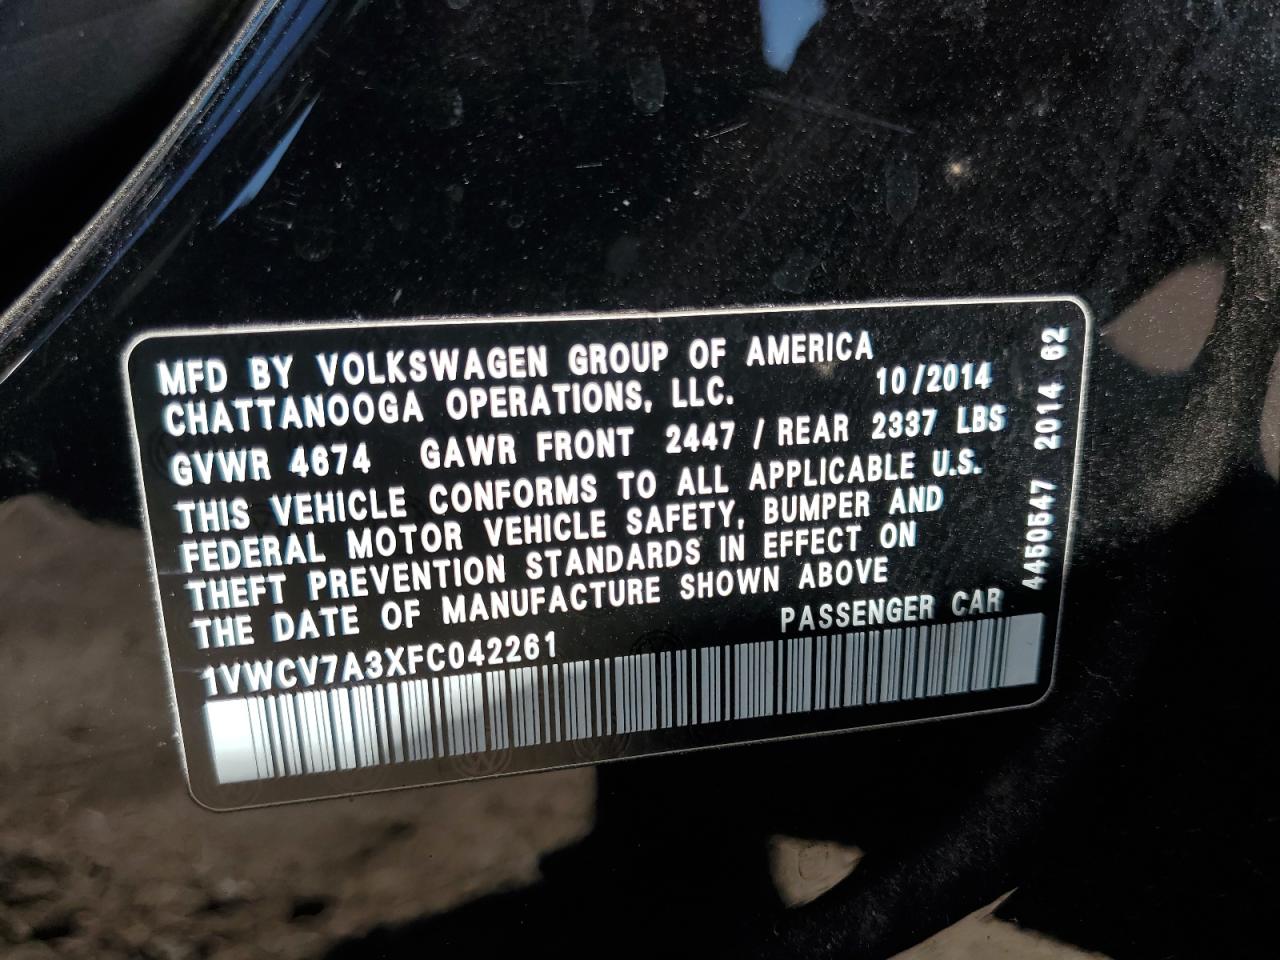 MFD BY VOLKSWAGEN GROUP OF AMERICA
CHATTANOOGA OPERATIONS, LLC. 10/2014
GVWR 4674 GAWR FRONT 2447 / REAR 2337 LBS
THIS VEHICLE CONFORMS TO ALL APPLICABLE U.S.
FEDERAL MOTOR VEHICLE SAFETY, BUMPER AND
THEFT PREVENTION STANDARDS IN EFFECT ON
THE DATE OF MANUFACTURE SHOWN ABOVE
PASSENGER CAR
1VWCV7A3XFC042261
4450547 2014 62